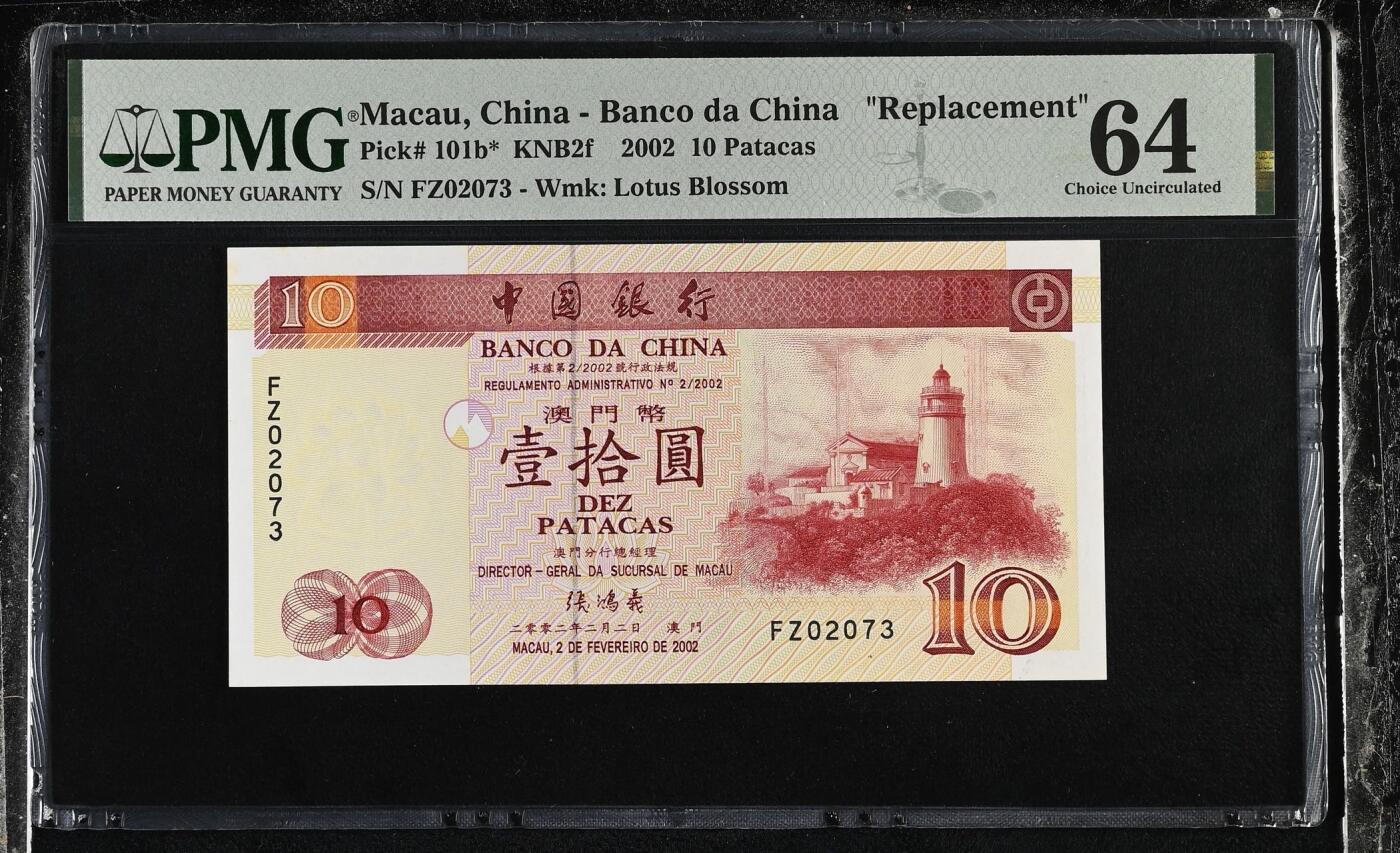 PMG®
PAPER MONEY GUARANTY
Macau, China - Banco da China "Replacement"
Pick# 101b* KNB2f 2002 10 Patacas
S/N FZ02073 - Wmk: Lotus Blossom
64
Choice Uncirculated
10
中國銀行
BANCO DA CHINA
根據第2/2002號行政法規
REGULAMENTO ADMINISTRATIVO Nº 2/2002
澳門幣
壹拾圓
DEZ
PATACAS
澳門分行總經理
DIRECTOR-GERAL DA SUCURSAL DE MACAU
張鴻義
二零零二年二月二日 澳門
MACAU, 2 DE FEVEREIRO DE 2002
FZ02073
10
FZ02073
10